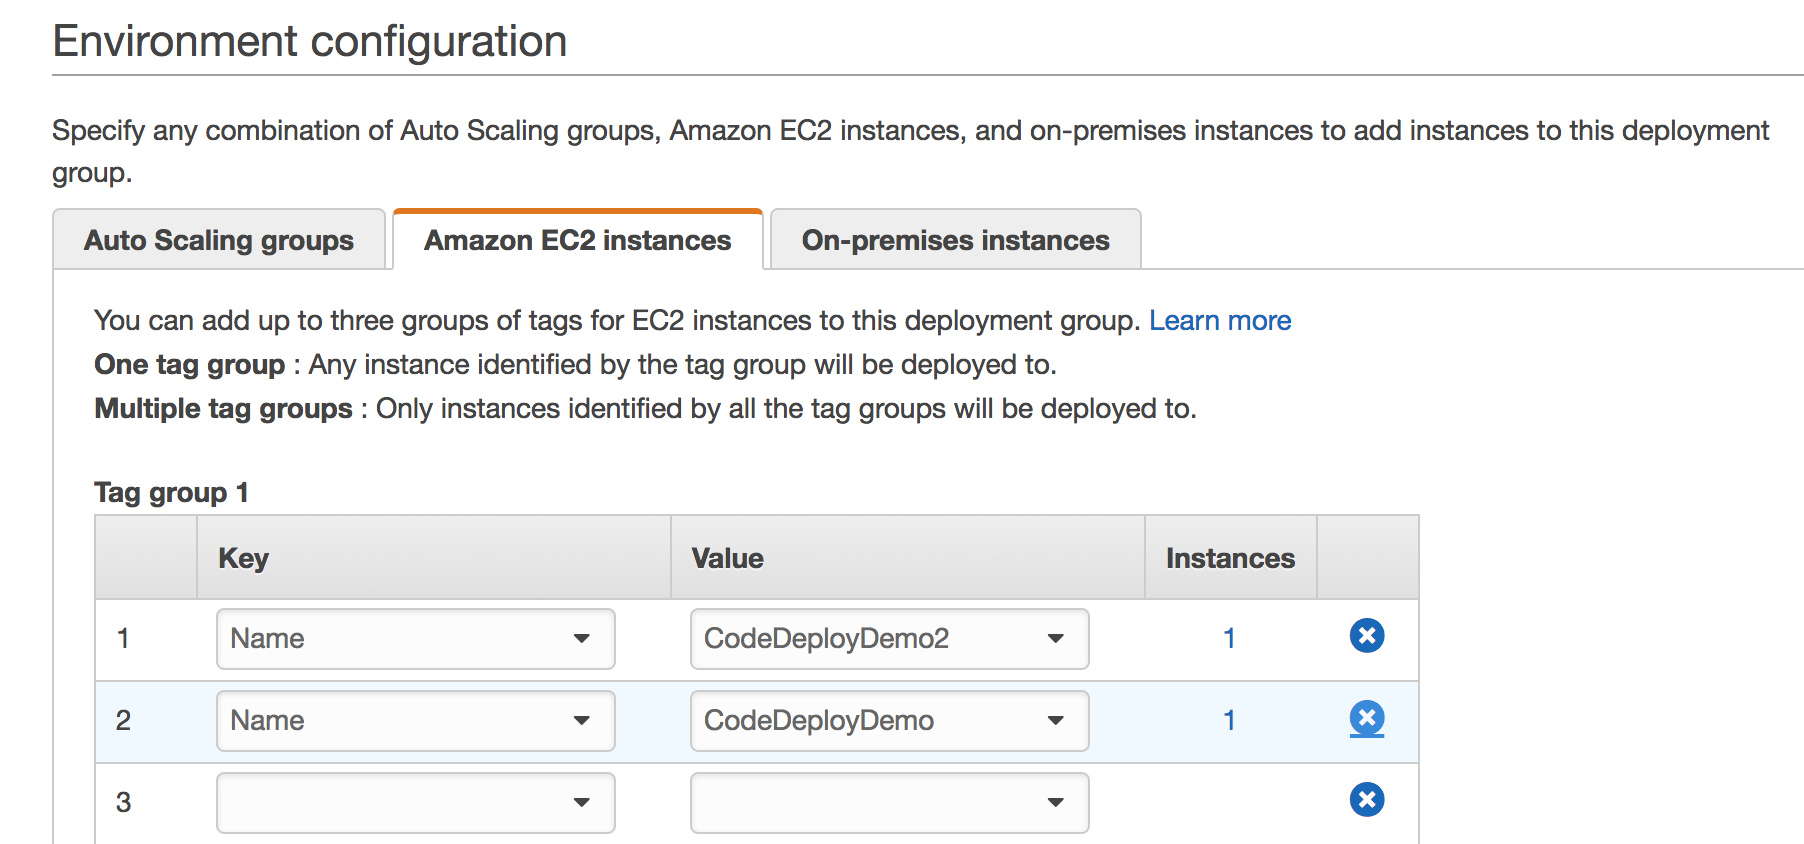 Environment configuration
Specify any combination of Auto Scaling groups, Amazon EC2 instances, and on-premises instances to add instances to this deployment
group.
Auto Scaling groups Amazon EC2 instances On-premises instances
You can add up to three groups of tags for EC2 instances to this deployment group. Learn more
One tag group : Any instance identified by the tag group will be deployed to.
Multiple tag groups : Only instances identified by all the tag groups will be deployed to.
Tag group 1
Key Value Instances
1 Name CodeDeployDemo2 1
2 Name CodeDeployDemo 1
3